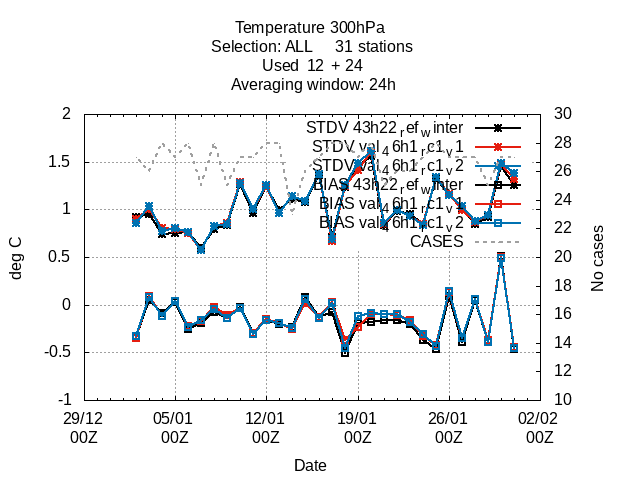 Temperature 300hPa
Selection: ALL 31 stations
Used 12 + 24
Averaging window: 24h
2
1.5
1
0.5
0
-0.5
-1
30
28
26
24
22
20
18
16
14
12
10
deg C
No cases
STDV 43h22_ref_winter
STDV val_46h1_rc1_v1
STDV val_46h1_rc1_v2
BIAS 43h22_ref_winter
BIAS val_46h1_rc1_v1
BIAS val_46h1_rc1_v2
CASES
29/12 05/01 12/01 19/01 26/01 02/02
00Z 00Z 00Z 00Z 00Z 00Z
Date